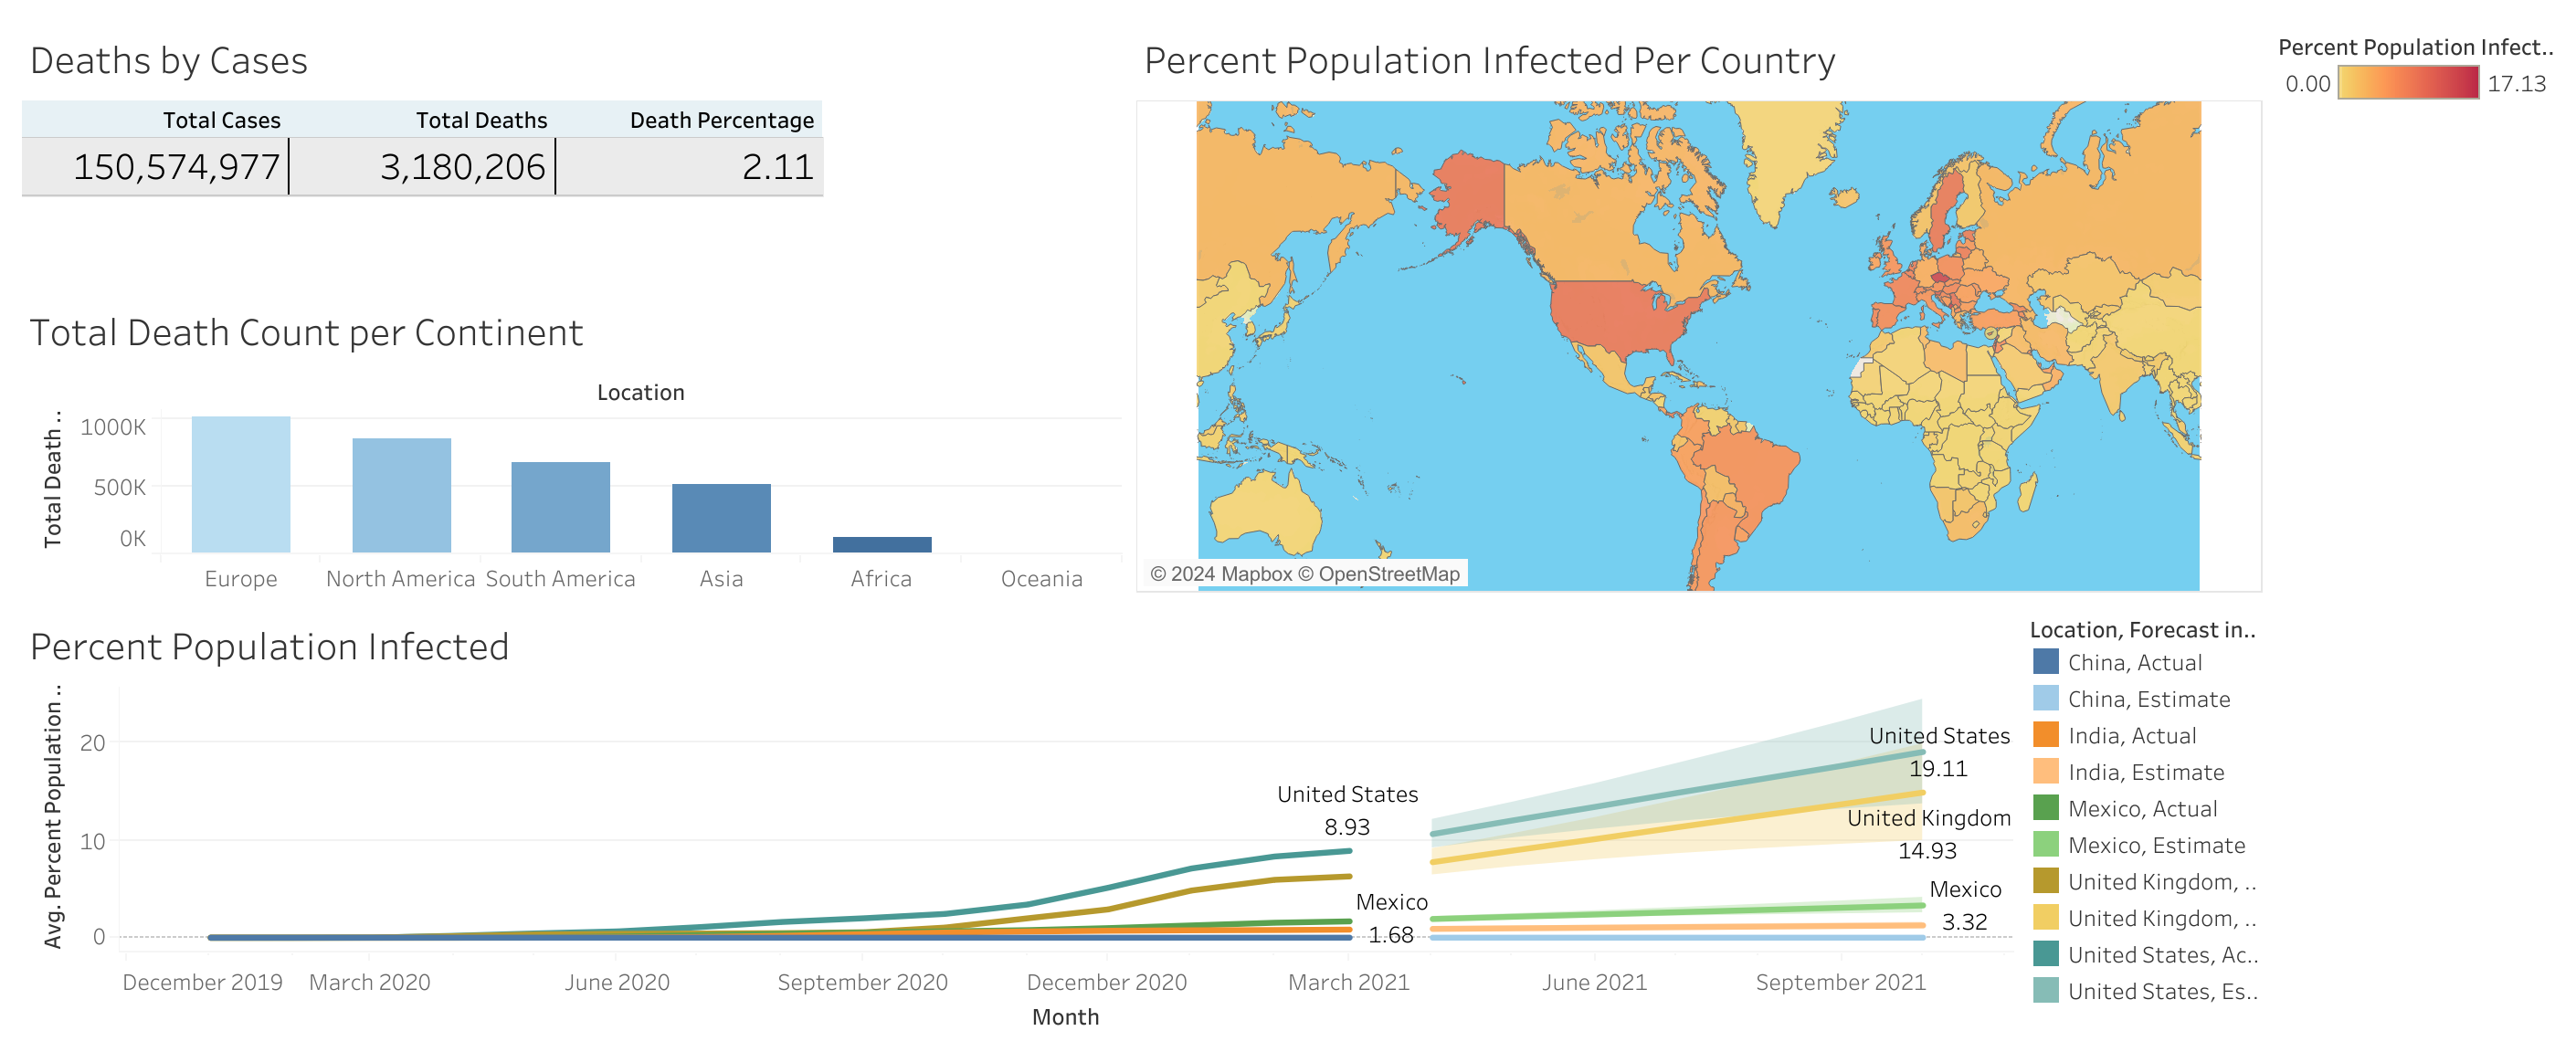 Deaths by Cases
Total Cases Total Deaths Death Percentage
150,574,977 3,180,206 2.11
Percent Population Infected Per Country
© 2024 Mapbox © OpenStreetMap
Percent Population Infect..
0.00 17.13
Total Death Count per Continent
Location
Total Death ..
1000K
500K
0K
Europe North America South America Asia Africa Oceania
Percent Population Infected
Avg. Percent Population ..
20
10
0
United States
8.93
Mexico
1.68
United States
19.11
United Kingdom
14.93
Mexico
3.32
December 2019 March 2020 June 2020 September 2020 December 2020 March 2021 June 2021 September 2021
Month
Location, Forecast in..
China, Actual
China, Estimate
India, Actual
India, Estimate
Mexico, Actual
Mexico, Estimate
United Kingdom, ..
United Kingdom, ..
United States, Ac..
United States, Es..